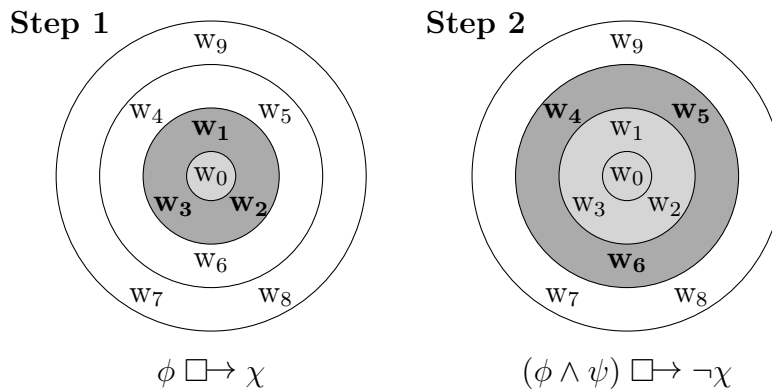 Step 1
w₉
w₄ w₅
w₁
w₀
w₃ w₂
w₆
w₇ w₈
ϕ □→ χ
Step 2
w₉
w₄ w₅
w₁
w₀
w₃ w₂
w₆
w₇ w₈
(ϕ ∧ ψ) □→ ¬χ